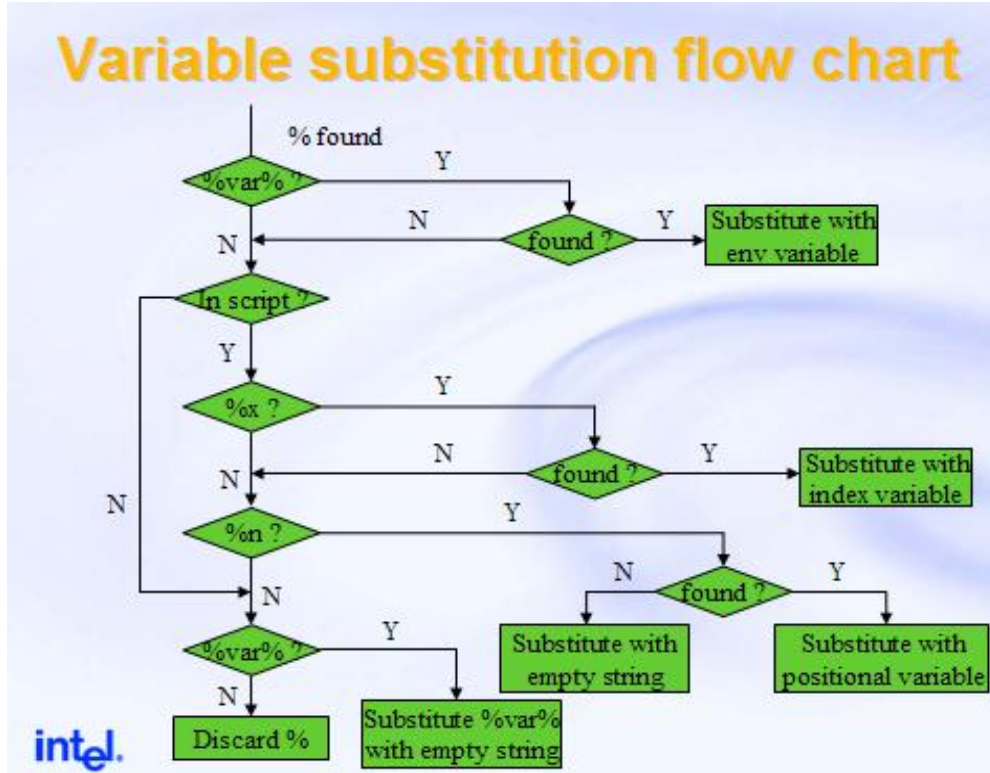 Variable substitution flow chart
% found
%var% ?
Y
found ?
N
Y
Substitute with
env variable
N
In script ?
Y
%x ?
Y
found ?
N
Y
Substitute with
index variable
N
N
%n ?
Y
found ?
N
Y
Substitute with
empty string
Substitute with
positional variable
N
%var% ?
Y
N
Substitute %var%
with empty string
Discard %
intel.